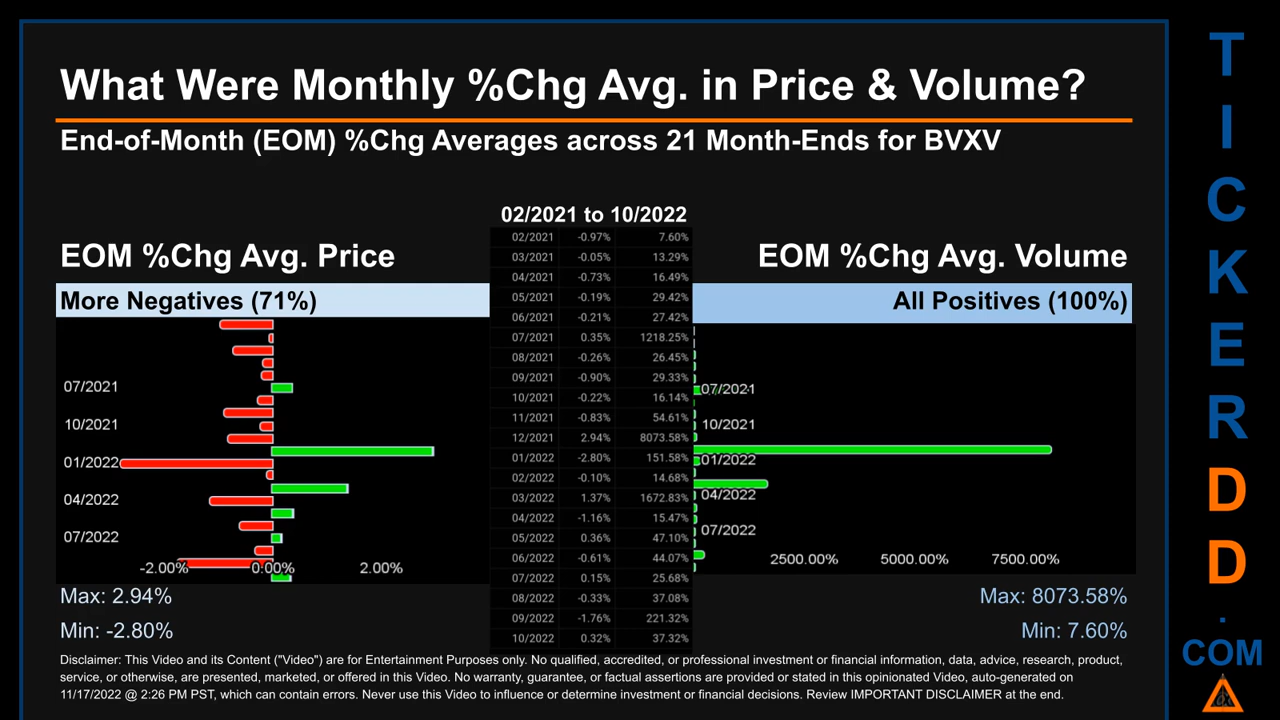 What Were Monthly %Chg Avg. in Price & Volume?
End-of-Month (EOM) %Chg Averages across 21 Month-Ends for BVXV
02/2021 to 10/2022
EOM %Chg Avg. Price
More Negatives (71%)
07/2021
10/2021
01/2022
04/2022
07/2022
-2.00% 0.00% 2.00%
Max: 2.94%
Min: -2.80%
02/2021 -0.97% 7.60%
03/2021 -0.05% 13.29%
04/2021 -0.73% 16.49%
05/2021 -0.19% 29.42%
06/2021 -0.21% 27.42%
07/2021 0.35% 1218.25%
08/2021 -0.26% 26.45%
09/2021 -0.90% 29.33%
10/2021 -0.22% 16.14%
11/2021 -0.83% 54.61%
12/2021 2.94% 8073.58%
01/2022 -2.80% 151.58%
02/2022 -0.10% 14.68%
03/2022 1.37% 1672.83%
04/2022 -1.16% 15.47%
05/2022 0.36% 47.10%
06/2022 -0.61% 44.07%
07/2022 0.15% 25.68%
08/2022 -0.33% 37.08%
09/2022 -1.76% 221.32%
10/2022 0.32% 37.32%
EOM %Chg Avg. Volume
All Positives (100%)
07/2021
10/2021
01/2022
04/2022
07/2022
2500.00% 5000.00% 7500.00%
Max: 8073.58%
Min: 7.60%
Disclaimer: This Video and its Content ("Video") are for Entertainment Purposes only. No qualified, accredited, or professional investment or financial information, data, advice, research, product,
service, or otherwise, are presented, marketed, or offered in this Video. No warranty, guarantee, or factual assertions are provided or stated in this opinionated Video, auto-generated on
11/17/2022 @ 2:26 PM PST, which can contain errors. Never use this Video to influence or determine investment or financial decisions. Review IMPORTANT DISCLAIMER at the end.
T
I
C
K
E
R
D
D
.
COM